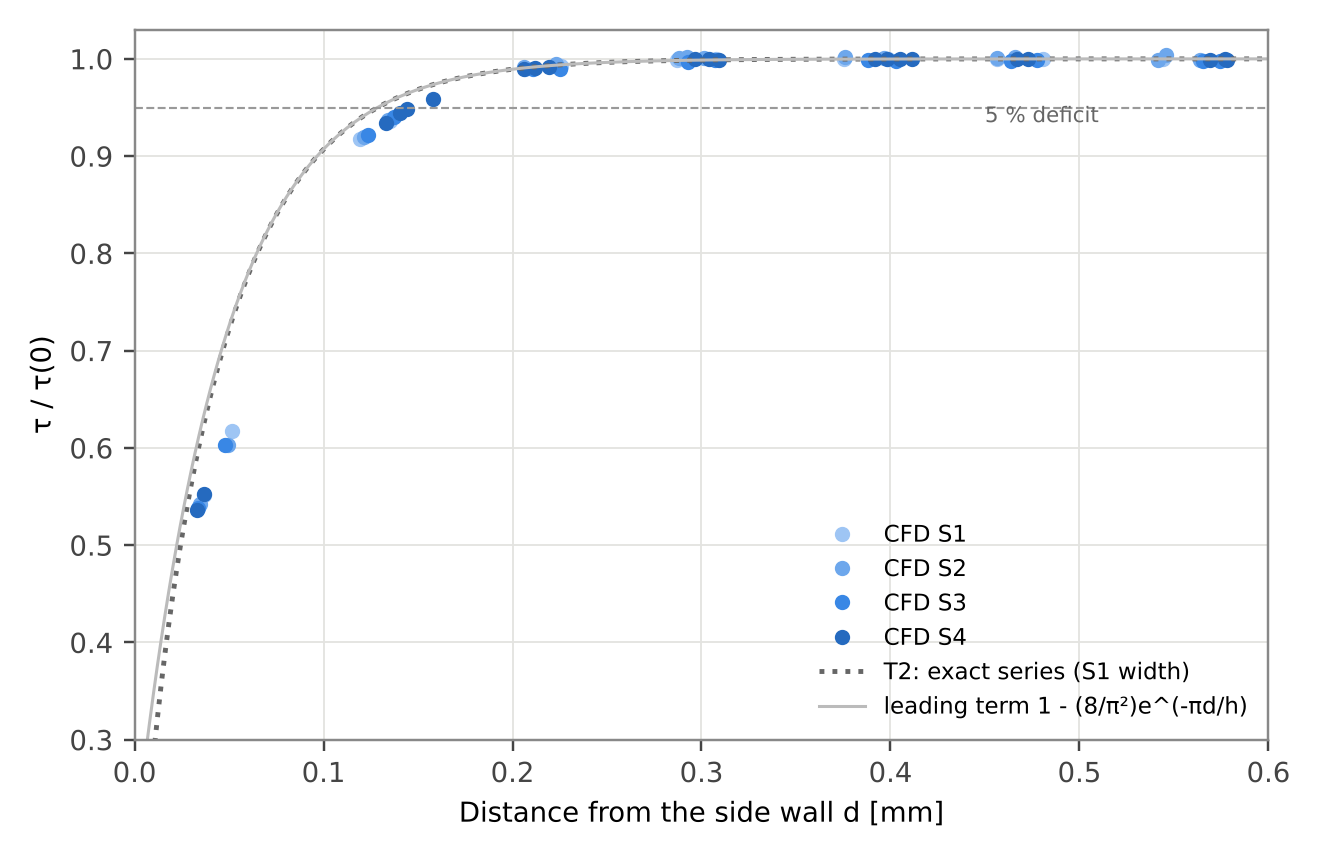 1.0
0.9
0.8
0.7
0.6
0.5
0.4
0.3
τ / τ(0)
5 % deficit
CFD S1
CFD S2
CFD S3
CFD S4
T2: exact series (S1 width)
leading term 1 - (8/π²)e^(-πd/h)
0.0 0.1 0.2 0.3 0.4 0.5 0.6
Distance from the side wall d [mm]